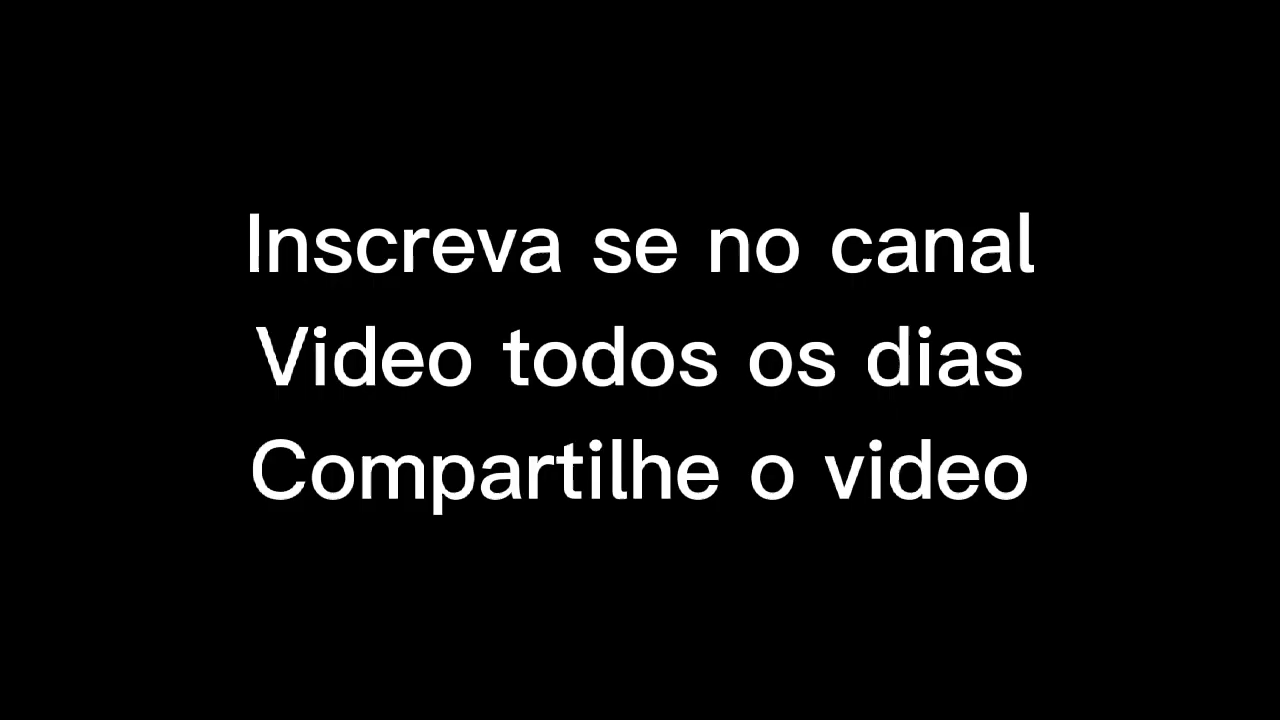 Inscreva se no canal
Video todos os dias
Compartilhe o video